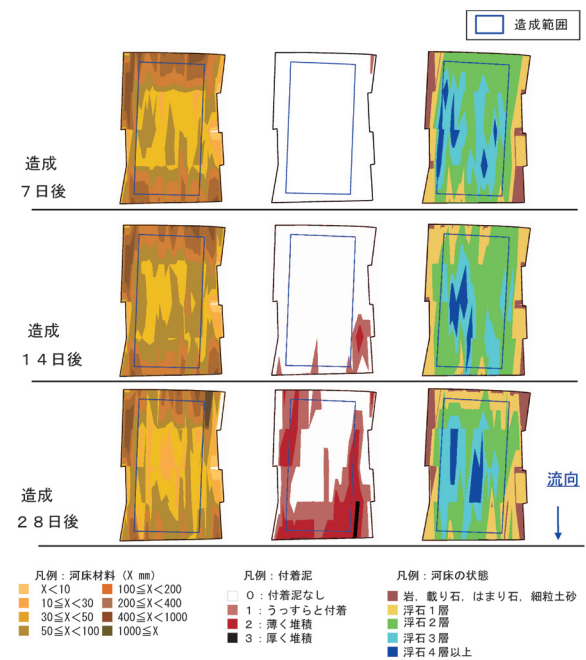 造成範囲
造成
7日後
造成
14日後
造成
28日後
流向
凡例：河床材料（X mm）
X<10
10≦X<30
30≦X<50
50≦X<100
100≦X<200
200≦X<400
400≦X<1000
1000≦X
凡例：付着泥
0：付着泥なし
1：うっすらと付着
2：薄く堆積
3：厚く堆積
凡例：河床の状態
岩，載り石，はまり石，細粒土砂
浮石1層
浮石2層
浮石3層
浮石4層以上